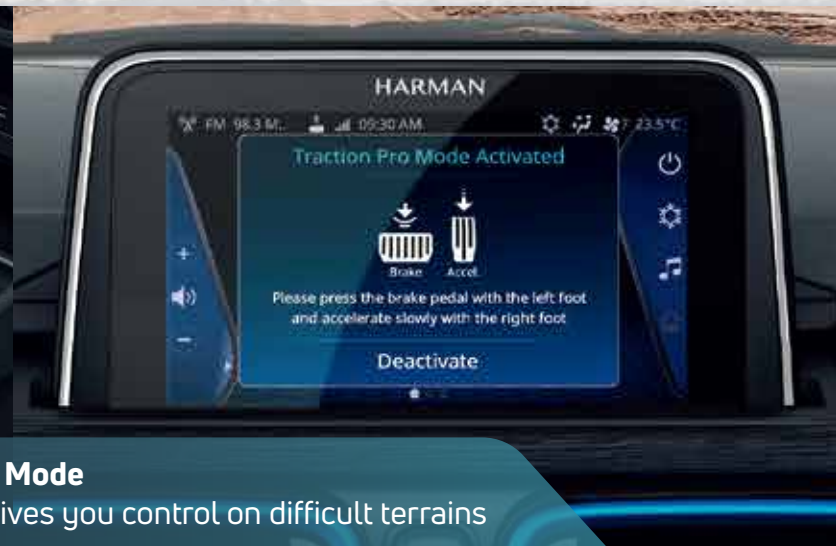 HARMAN
FM 98.3 M.. 09:30 AM 7 23.5°C
Traction Pro Mode Activated
Brake Accel.
Please press the brake pedal with the left foot
and accelerate slowly with the right foot
Deactivate
Mode
ives you control on difficult terrains